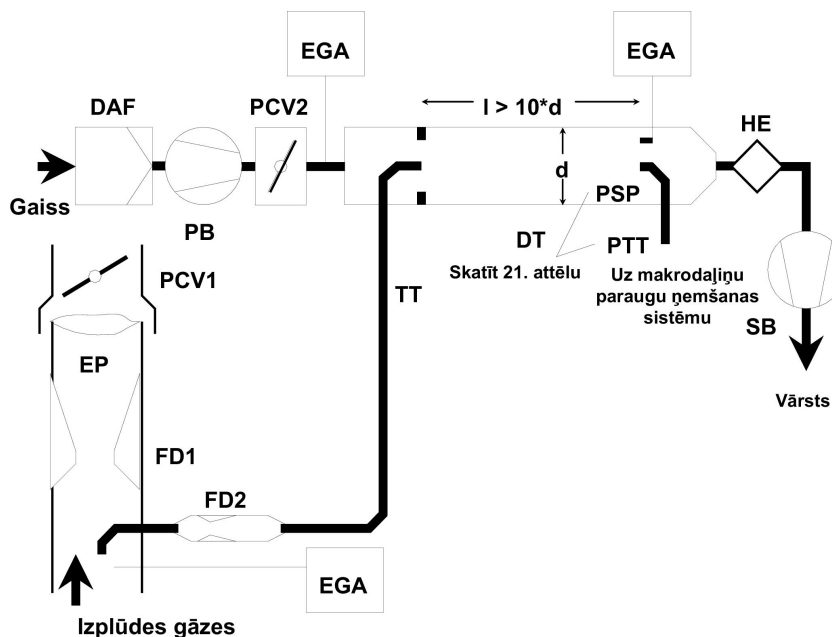 EGA
EGA
DAF
PCV2
l > 10*d
HE
d
Gaiss
PSP
PB
DT
PTT
PCV1
Skatīt 21. attēlu
Uz makrodaļiņu
paraugu ņemšanas
sistēmu
TT
SB
EP
Vārsts
FD1
FD2
EGA
Izplūdes gāzes